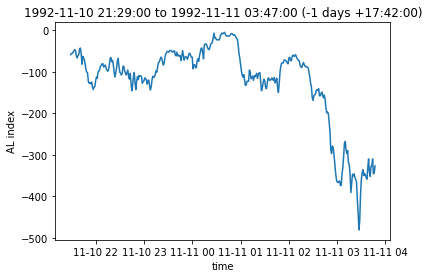 1992-11-10 21:29:00 to 1992-11-11 03:47:00 (-1 days +17:42:00)
0
−100
−200
−300
−400
−500
AL index
11-10 22 11-10 23 11-11 00 11-11 01 11-11 02 11-11 03 11-11 04
time